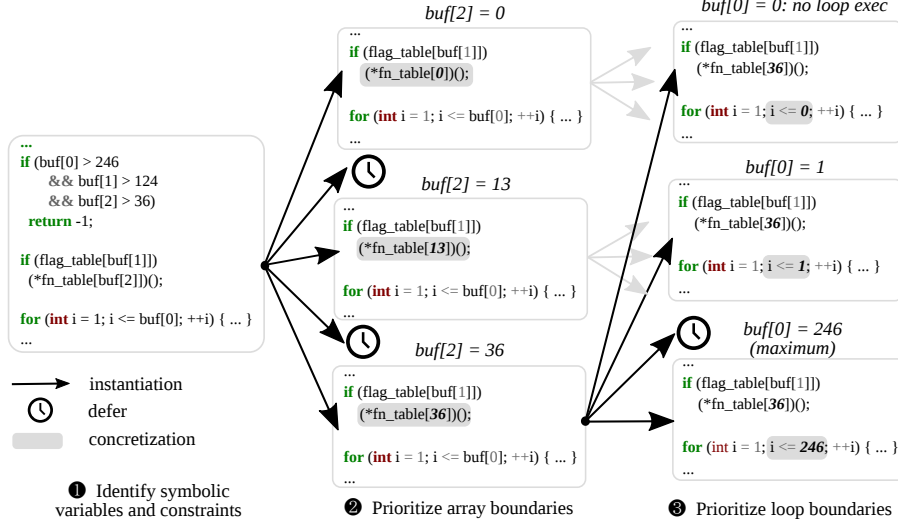 ...
if (buf[0] > 246
&& buf[1] > 124
&& buf[2] > 36)
return -1;
if (flag_table[buf[1]])
(*fn_table[buf[2]])();
for (int i = 1; i <= buf[0]; ++i) { ... }
...
instantiation
defer
concretization
❶ Identify symbolic
variables and constraints
buf[2] = 0
...
if (flag_table[buf[1]])
(*fn_table[0])();
for (int i = 1; i <= buf[0]; ++i) { ... }
...
buf[2] = 13
...
if (flag_table[buf[1]])
(*fn_table[13])();
for (int i = 1; i <= buf[0]; ++i) { ... }
...
buf[2] = 36
...
if (flag_table[buf[1]])
(*fn_table[36])();
for (int i = 1; i <= buf[0]; ++i) { ... }
...
❷ Prioritize array boundaries
buf[0] = 0: no loop exec
...
if (flag_table[buf[1]])
(*fn_table[36])();
for (int i = 1; i <= 0; ++i) { ... }
...
buf[0] = 1
...
if (flag_table[buf[1]])
(*fn_table[36])();
for (int i = 1; i <= 1; ++i) { ... }
...
buf[0] = 246
(maximum)
...
if (flag_table[buf[1]])
(*fn_table[36])();
for (int i = 1; i <= 246; ++i) { ... }
...
❸ Prioritize loop boundaries